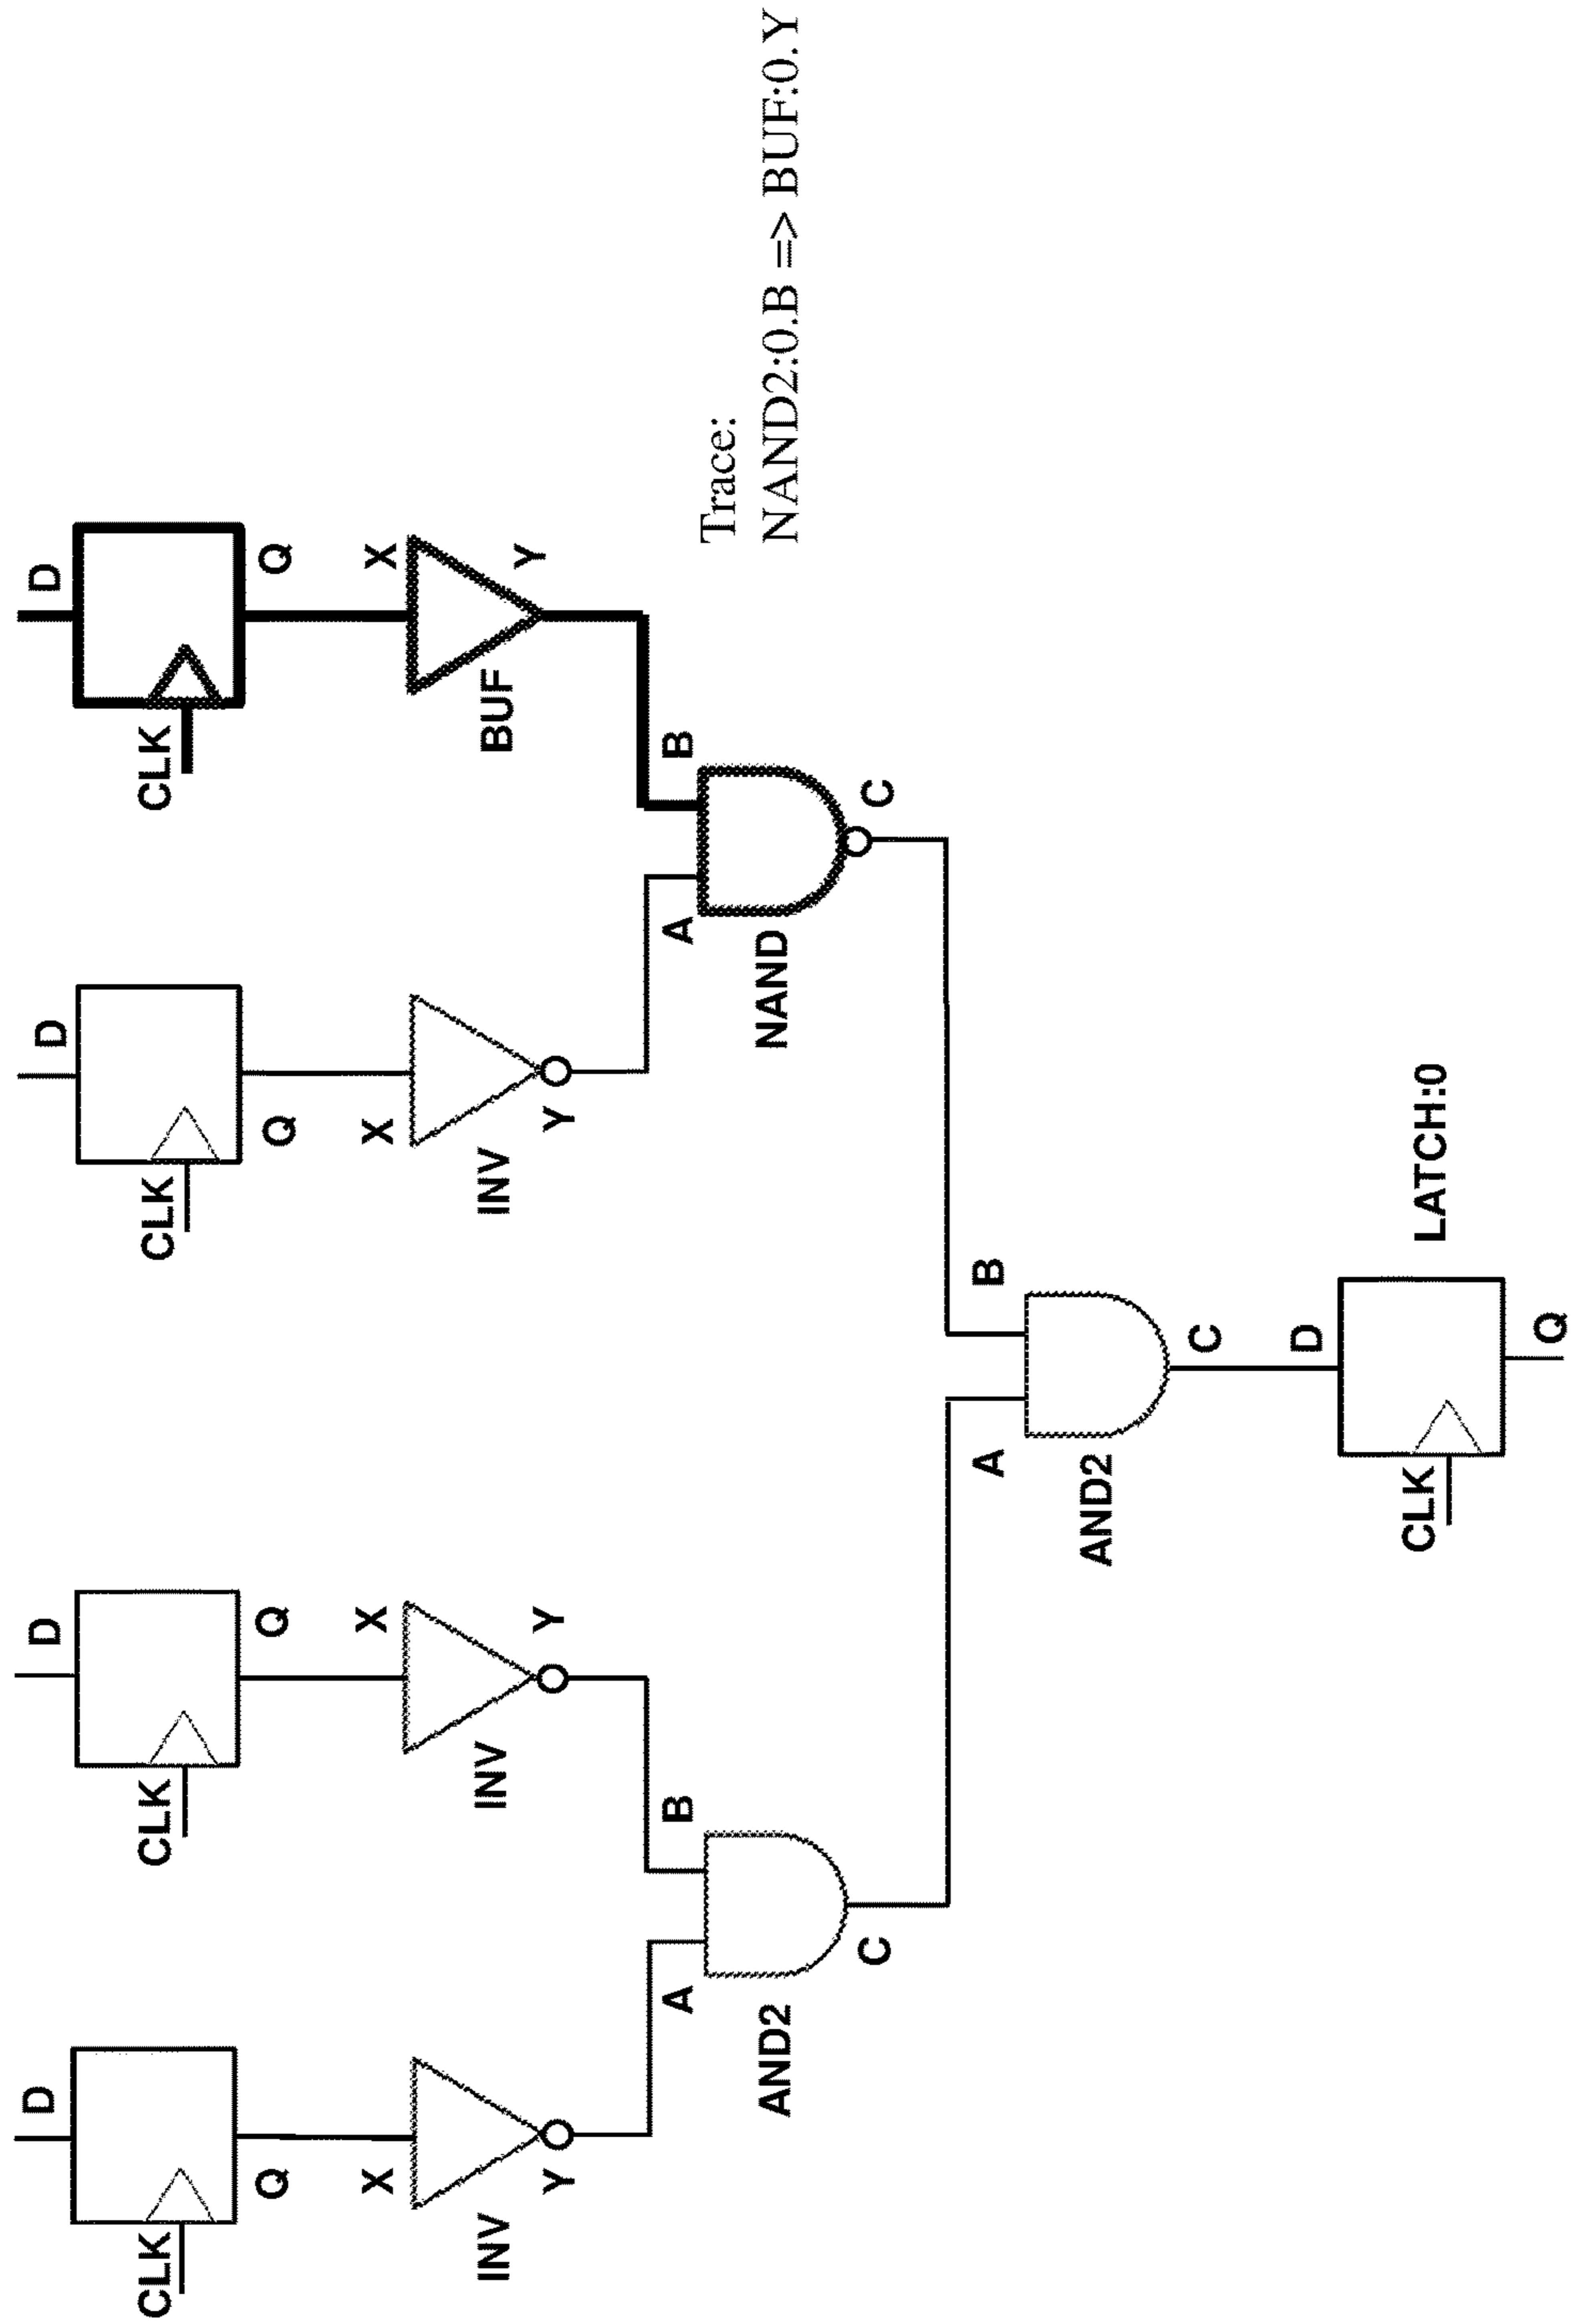 D D D D
CLK CLK CLK CLK
Q Q Q Q
X X X X
INV INV INV BUF
Y Y Y Y
A B A B
Trace:
AND2 NAND NAND2:0.B => BUF:0.Y
C C
A B
AND2
C
D
CLK LATCH:0
Q